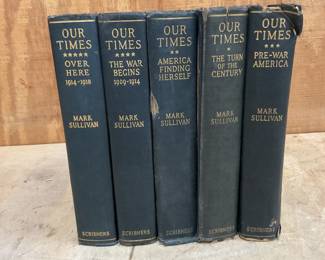 OUR
TIMES
★★★★★
OVER
HERE
1914-1918
MARK
SULLIVAN
SCRIBNERS
OUR
TIMES
★★★★
THE WAR
BEGINS
1909-1914
MARK
SULLIVAN
SCRIBNERS
OUR
TIMES
★★
AMERICA
FINDING
HERSELF
MARK
SULLIVAN
SCRIBNERS
OUR
TIMES
★
THE TURN
OF THE
CENTURY
MARK
SULLIVAN
SCRIBNERS
OUR
TIMES
★★★
PRE-WAR
AMERICA
MARK
SULLIVAN
SCRIBNERS